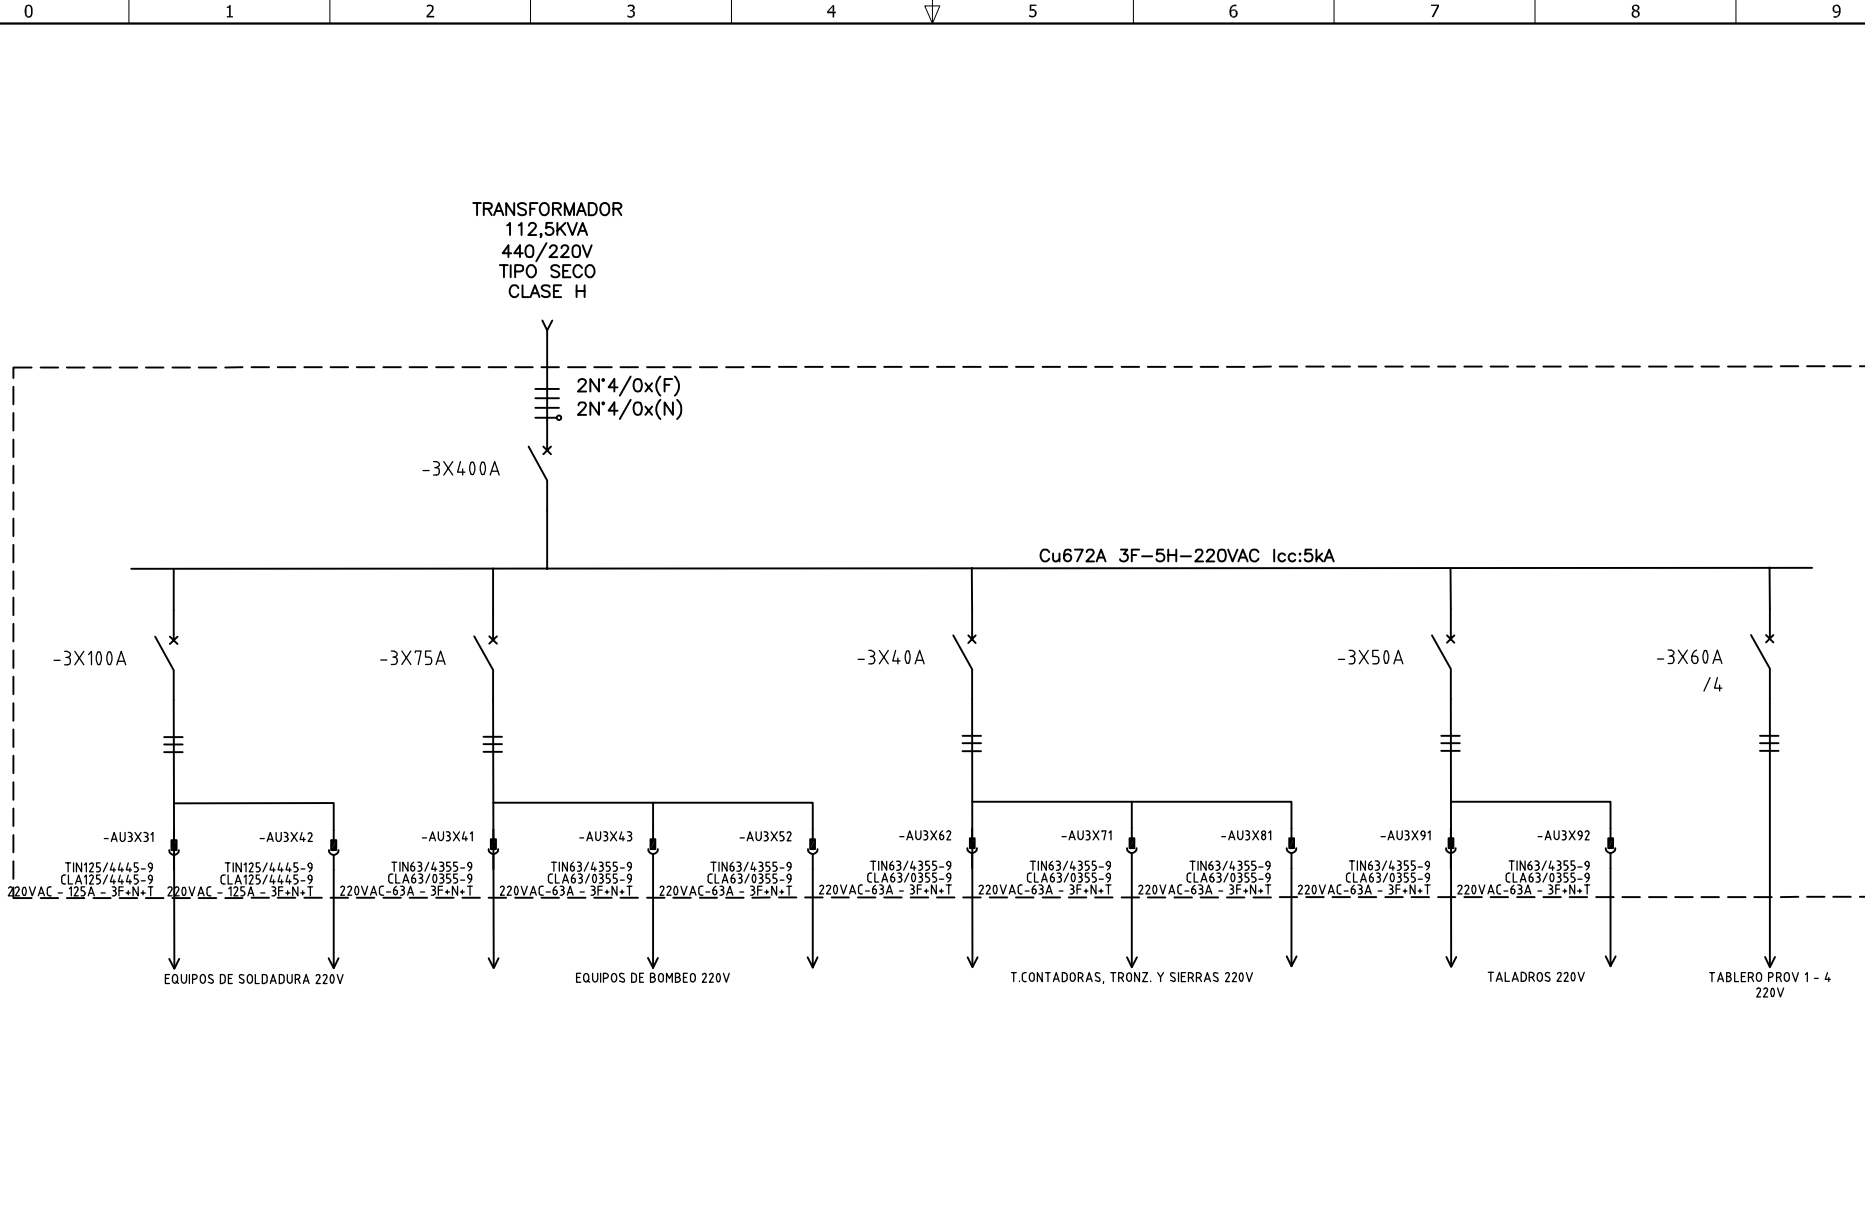 0 1 2 3 4 5 6 7 8 9
TRANSFORMADOR
112,5KVA
440/220V
TIPO SECO
CLASE H
2N°4/0x(F)
2N°4/0x(N)
-3X400A
Cu672A 3F-5H-220VAC Icc:5kA
-3X100A
-3X75A
-3X40A
-3X50A
-3X60A
/4
-AU3X31
TIN125/4445-9
CLA125/4445-9
220VAC - 125A - 3F+N+T
-AU3X42
TIN125/4445-9
CLA125/4445-9
220VAC - 125A - 3F+N+T
-AU3X41
TIN63/4355-9
CLA63/0355-9
220VAC-63A - 3F+N+T
-AU3X43
TIN63/4355-9
CLA63/0355-9
220VAC-63A - 3F+N+T
-AU3X52
TIN63/4355-9
CLA63/0355-9
220VAC-63A - 3F+N+T
-AU3X62
TIN63/4355-9
CLA63/0355-9
220VAC-63A - 3F+N+T
-AU3X71
TIN63/4355-9
CLA63/0355-9
220VAC-63A - 3F+N+T
-AU3X81
TIN63/4355-9
CLA63/0355-9
220VAC-63A - 3F+N+T
-AU3X91
TIN63/4355-9
CLA63/0355-9
220VAC-63A - 3F+N+T
-AU3X92
TIN63/4355-9
CLA63/0355-9
220VAC-63A - 3F+N+T
EQUIPOS DE SOLDADURA 220V
EQUIPOS DE BOMBEO 220V
T.CONTADORAS, TRONZ. Y SIERRAS 220V
TALADROS 220V
TABLERO PROV 1 - 4
220V